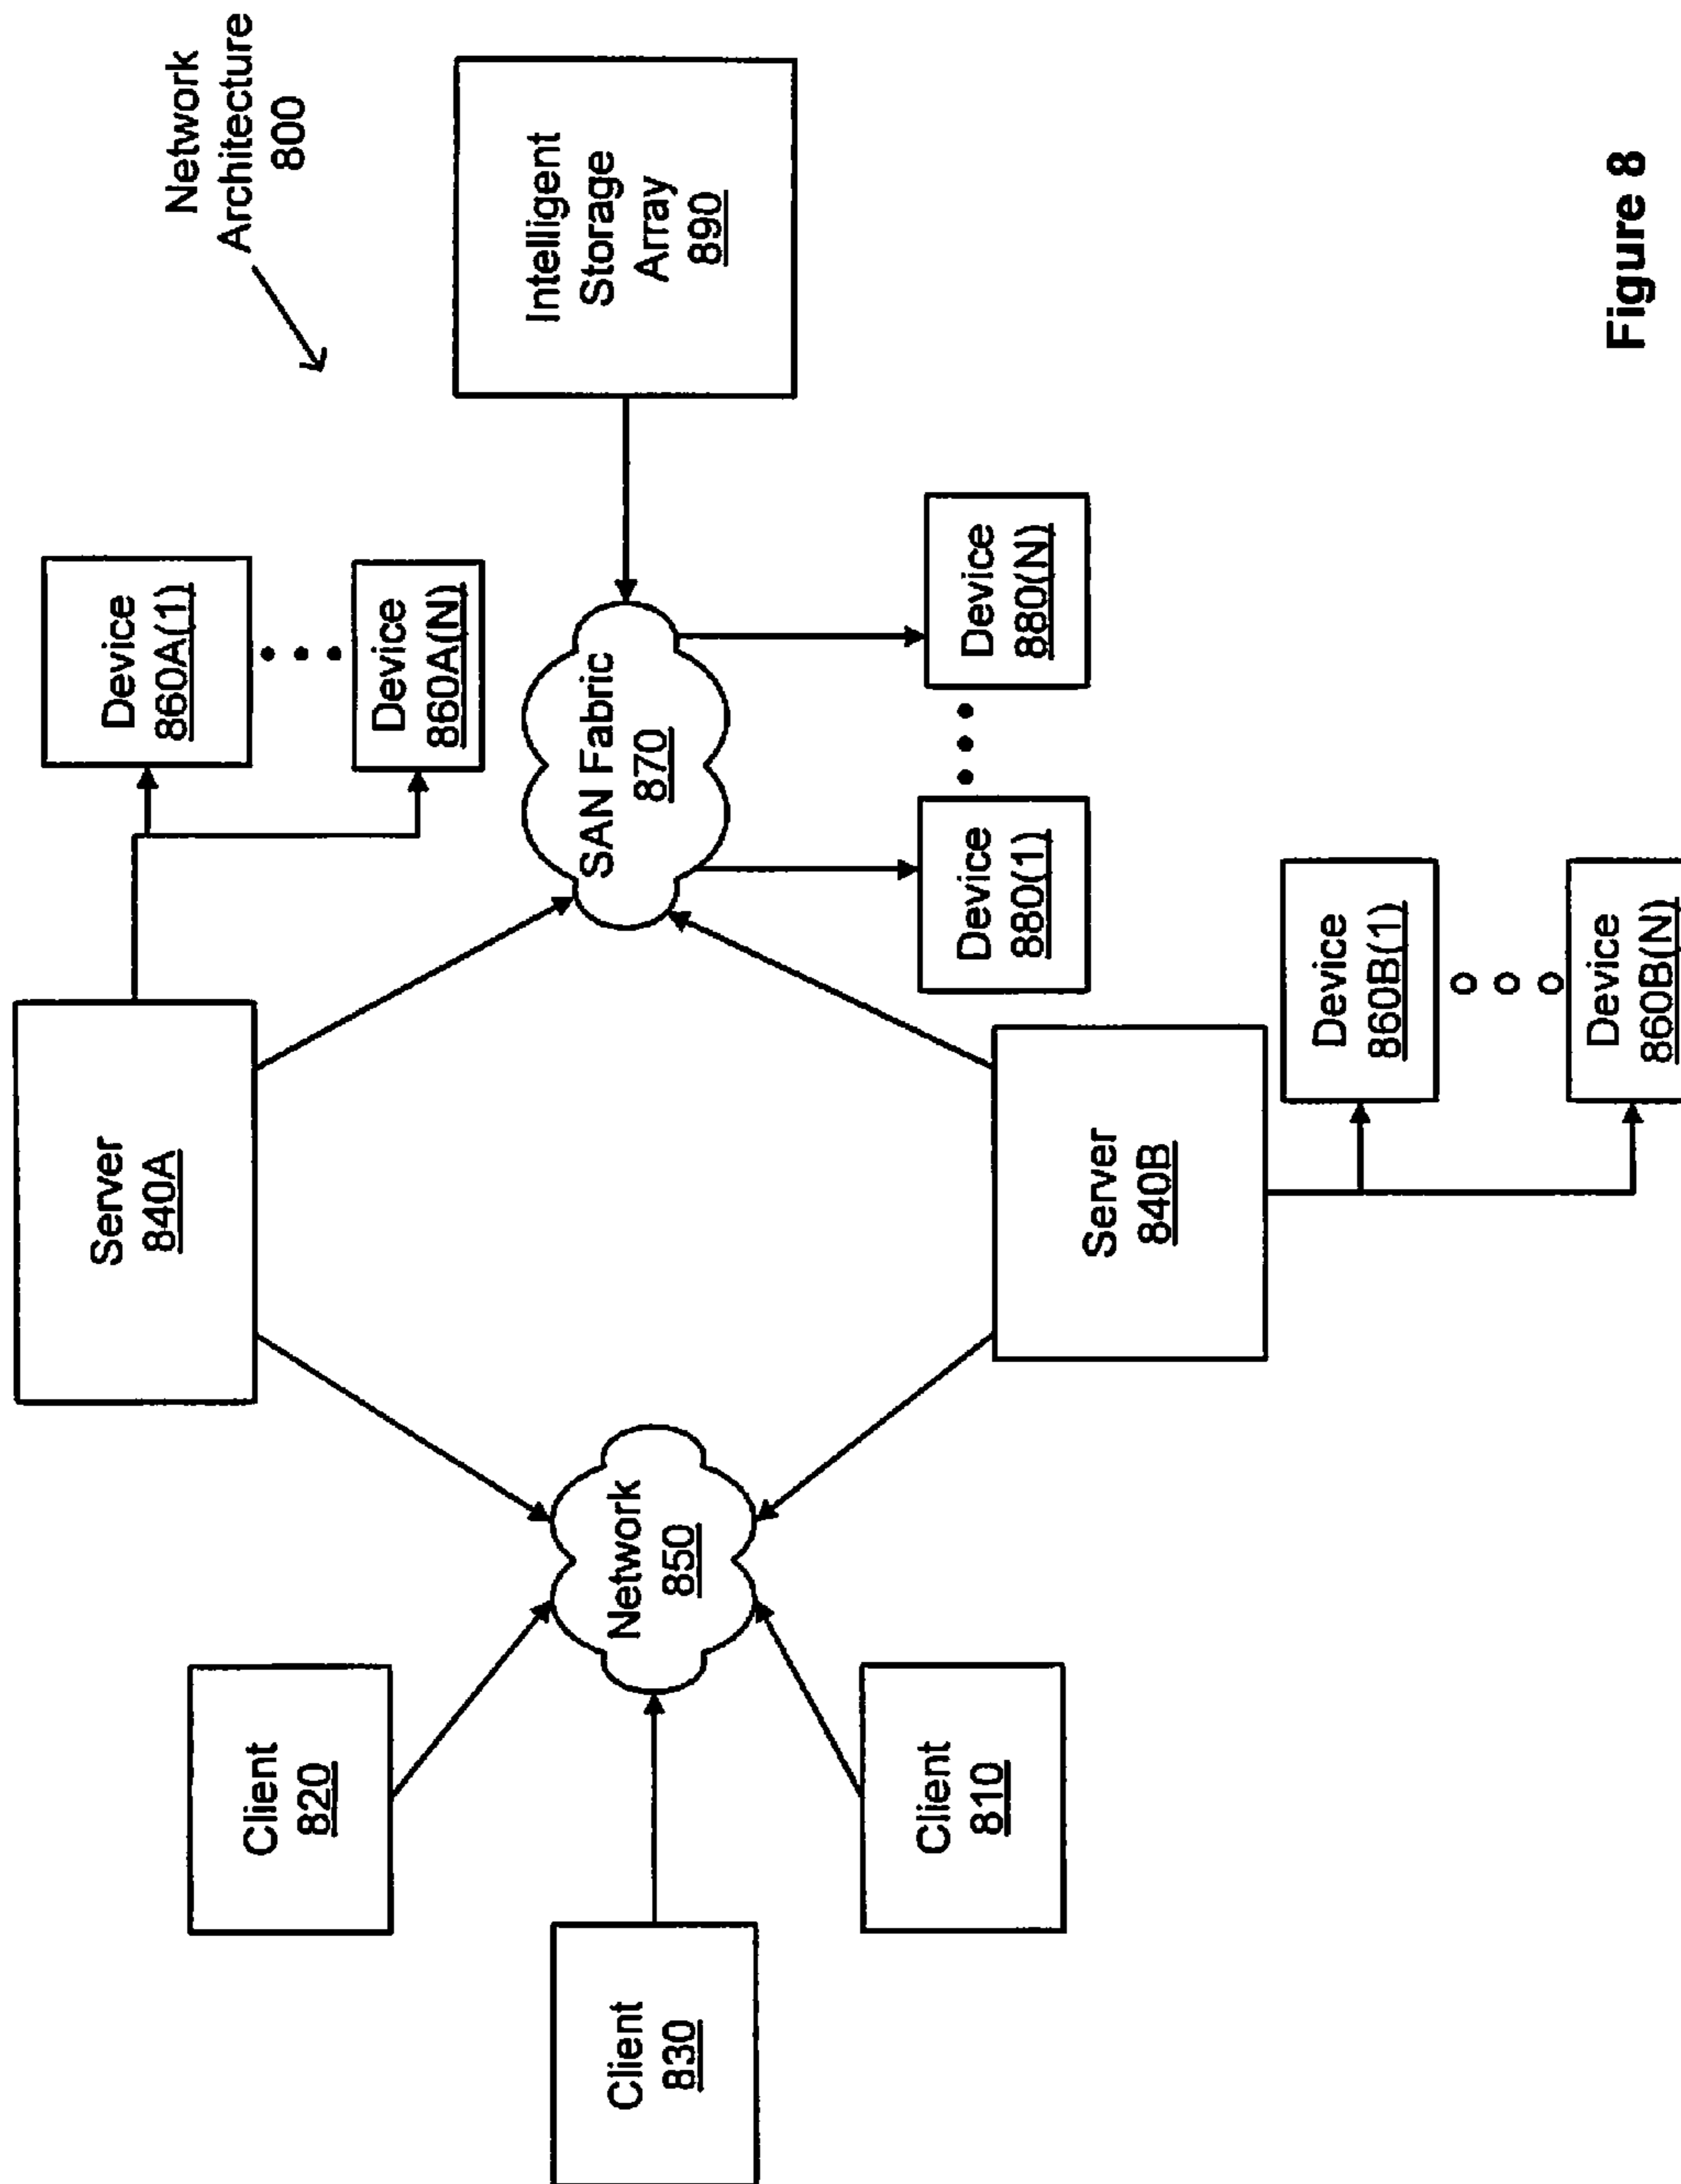 Network
Architecture
800
Client
820
Client
830
Client
810
Network
850
Server
840A
Server
840B
Device
860A(1)
Device
860A(N)
SAN Fabric
870
Intelligent
Storage
Array
890
Device
880(1)
Device
880(N)
Device
860B(1)
Device
860B(N)
Figure 8